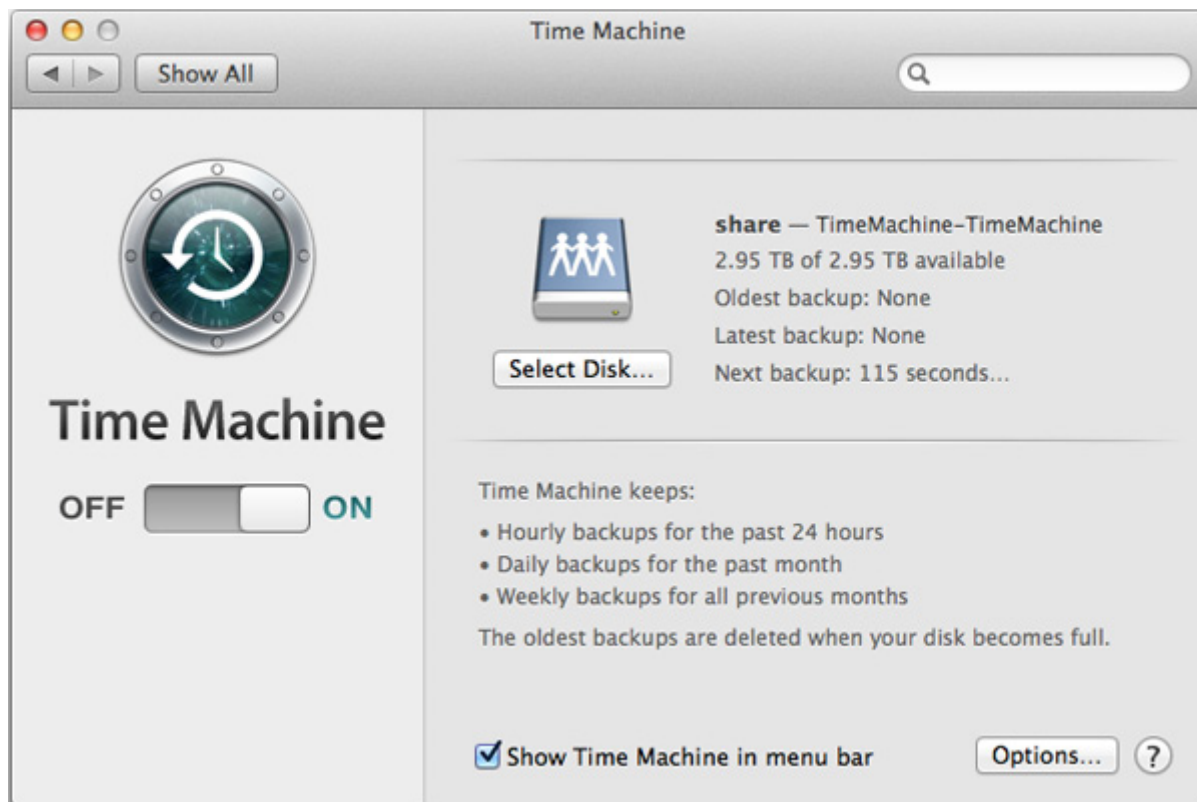 Time Machine
Show All
share — TimeMachine-TimeMachine
2.95 TB of 2.95 TB available
Oldest backup: None
Latest backup: None
Select Disk...
Next backup: 115 seconds...
Time Machine
OFF ON
Time Machine keeps:
• Hourly backups for the past 24 hours
• Daily backups for the past month
• Weekly backups for all previous months
The oldest backups are deleted when your disk becomes full.
Show Time Machine in menu bar
Options...
?